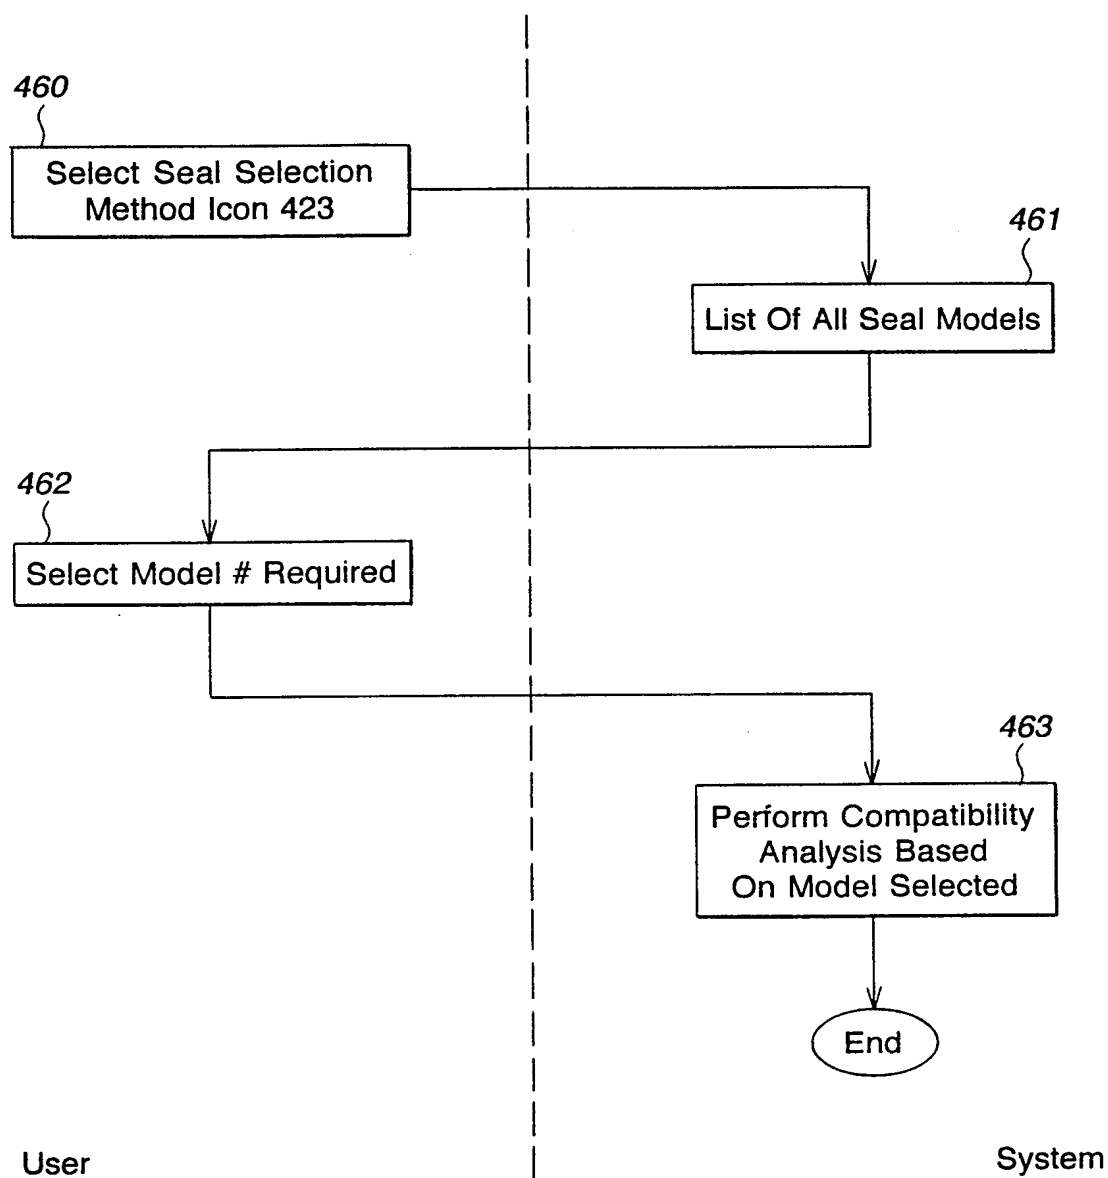 460
Select Seal Selection
Method Icon 423
461
List Of All Seal Models
462
Select Model # Required
463
Perform Compatibility
Analysis Based
On Model Selected
End
User
System